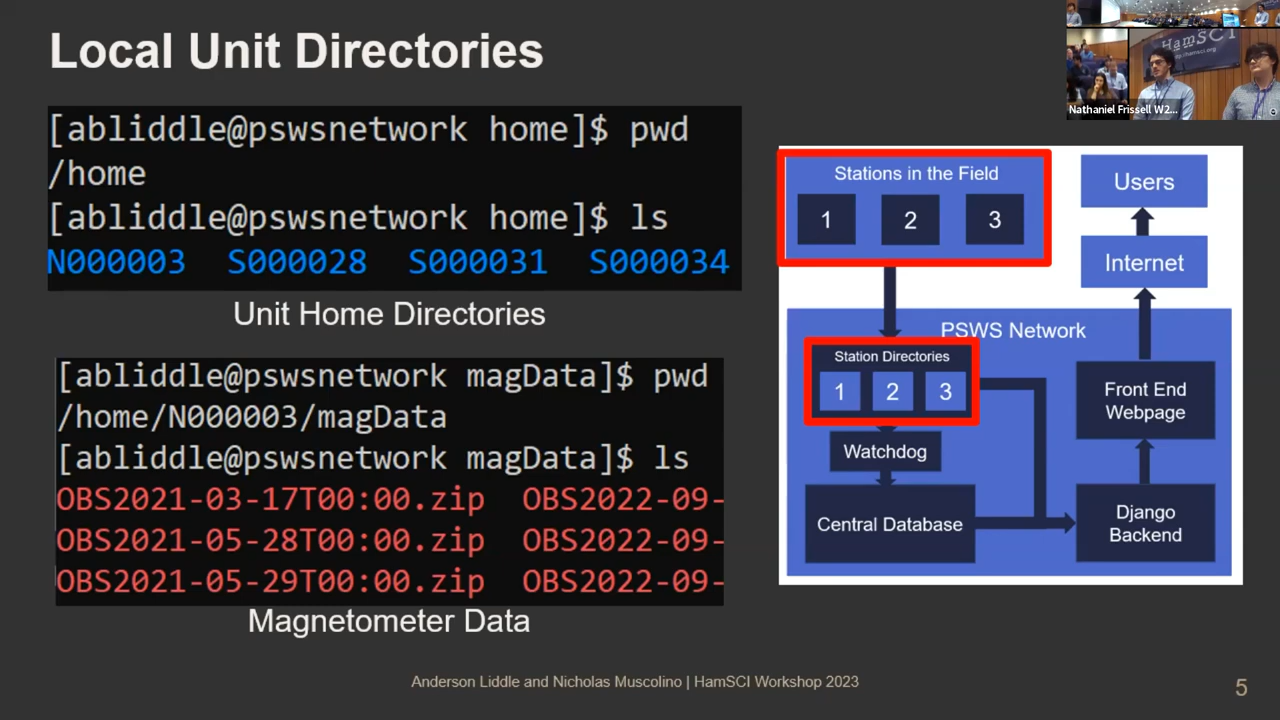 Local Unit Directories
[abliddle@pswsnetwork home]$ pwd
/home
[abliddle@pswsnetwork home]$ ls
N000003 S000028 S000031 S000034
Unit Home Directories
[abliddle@pswsnetwork magData]$ pwd
/home/N000003/magData
[abliddle@pswsnetwork magData]$ ls
OBS2021-03-17T00:00.zip OBS2022-09-
OBS2021-05-28T00:00.zip OBS2022-09-
OBS2021-05-29T00:00.zip OBS2022-09-
Magnetometer Data
HamSCI
hamsci.org
Nathaniel Frissell W2...
Stations in the Field
1 2 3
Users
Internet
PSWS Network
Station Directories
1 2 3
Watchdog
Central Database
Front End
Webpage
Django
Backend
Anderson Liddle and Nicholas Muscolino | HamSCI Workshop 2023
5